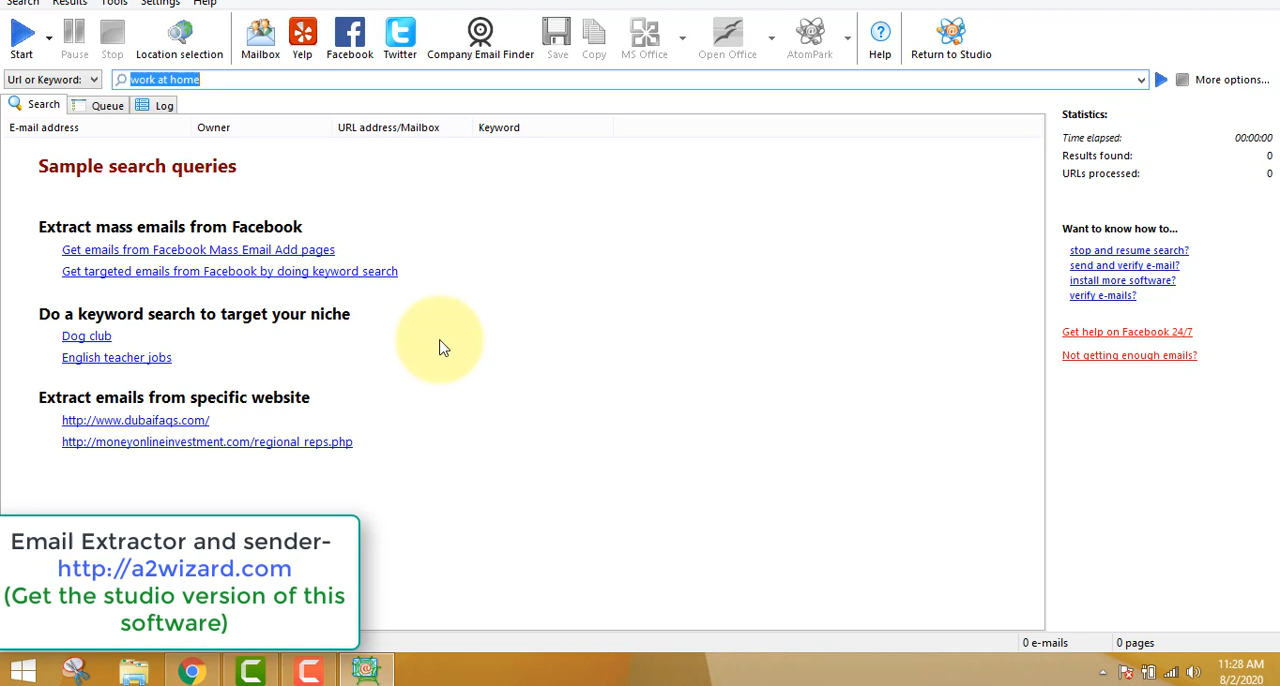 Search Results Tools Settings Help
Start Pause Stop Location selection Mailbox Yelp Facebook Twitter Company Email Finder Save Copy MS Office Open Office AtomPark Help Return to Studio
Url or Keyword: work at home More options...
Search Queue Log
E-mail address Owner URL address/Mailbox Keyword
Sample search queries
Extract mass emails from Facebook
Get emails from Facebook Mass Email Add pages
Get targeted emails from Facebook by doing keyword search
Do a keyword search to target your niche
Dog club
English teacher jobs
Extract emails from specific website
http://www.dubaifaqs.com/
http://moneyonlineinvestment.com/regional_reps.php
Statistics:
Time elapsed: 00:00:00
Results found: 0
URLs processed: 0
Want to know how to...
stop and resume search?
send and verify e-mail?
install more software?
verify e-mails?
Get help on Facebook 24/7
Not getting enough emails?
Email Extractor and sender-
http://a2wizard.com
(Get the studio version of this
software)
0 e-mails 0 pages
11:28 AM
8/2/2020